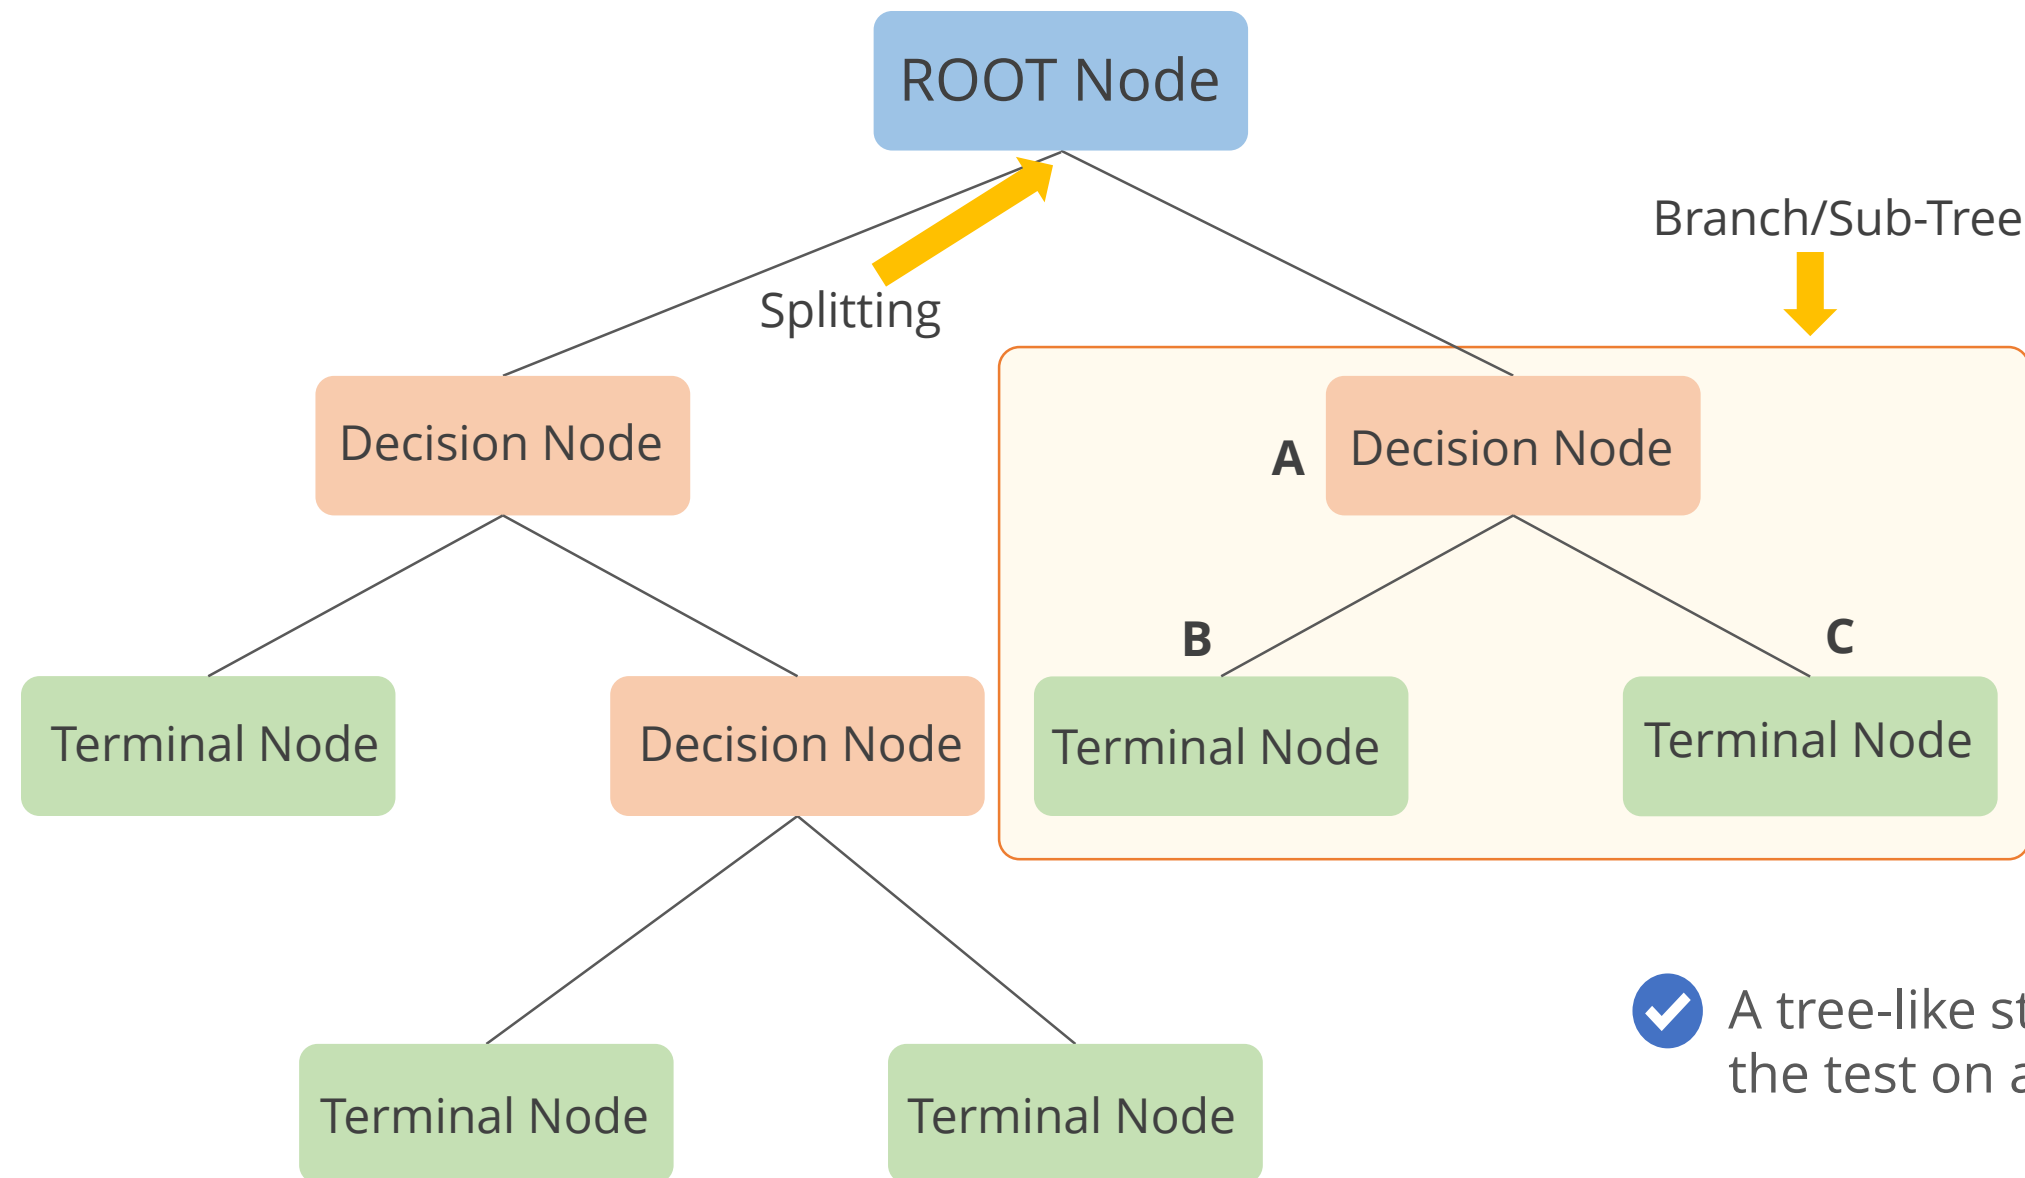 ROOT Node
Branch/Sub-Tree
Splitting
Decision Node
A
Decision Node
B
C
Terminal Node
Decision Node
Terminal Node
Terminal Node
A tree-like
the test on
Terminal Node
Terminal Node